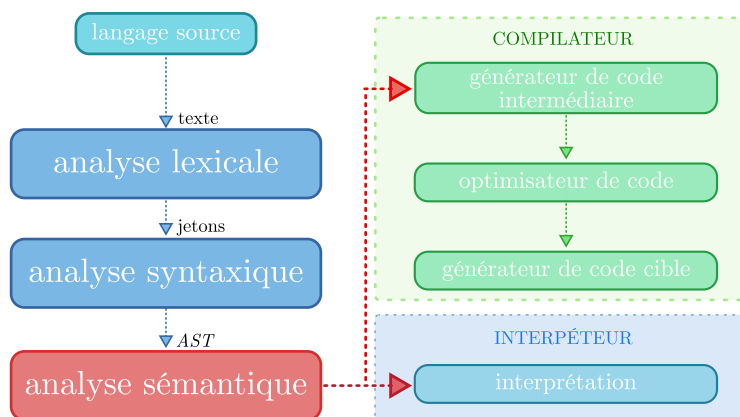 langage source
texte
analyse lexicale
jetons
analyse syntaxique
AST
analyse sémantique
COMPILATEUR
générateur de code
intermédiaire
optimisateur de code
générateur de code cible
INTERPÉTEUR
interprétation